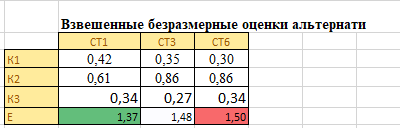 Взвешенные безразмерные оценки альтернати
СТ1 СТ3 СТ6
К1 0,42 0,35 0,30
К2 0,61 0,86 0,86
К3 0,34 0,27 0,34
Е 1,37 1,48 1,50